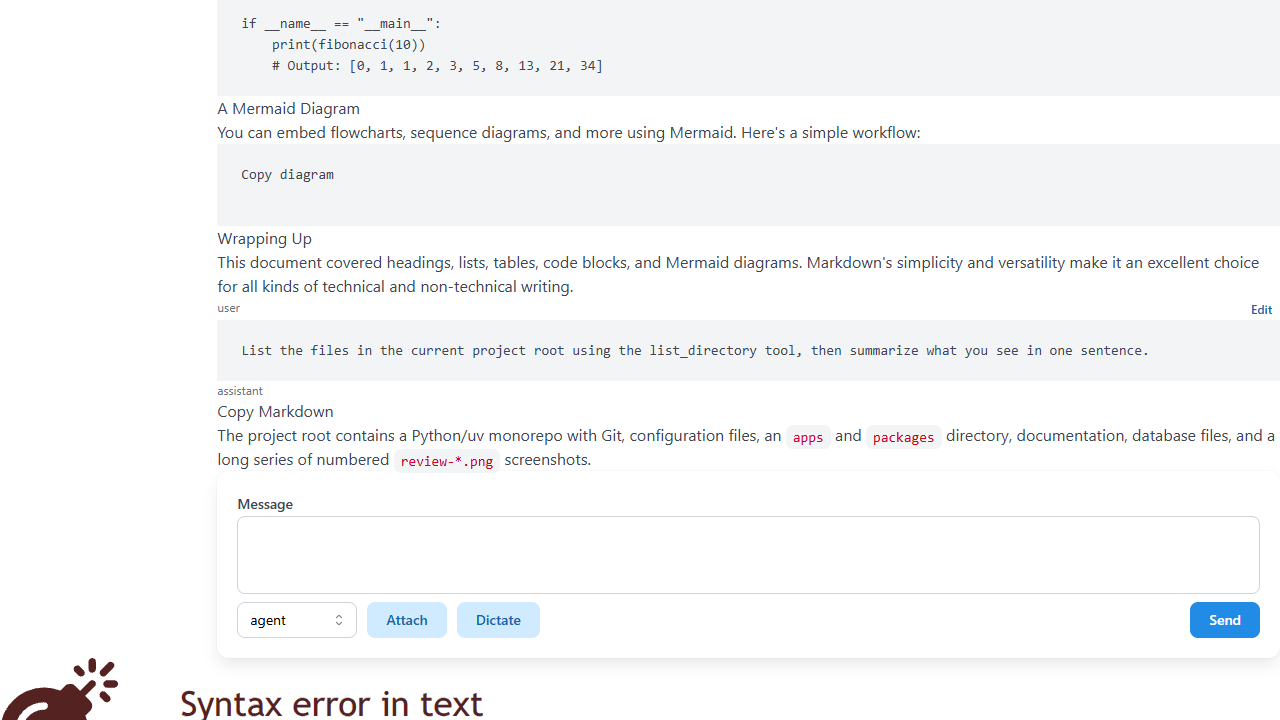 if __name__ == "__main__":
    print(fibonacci(10))
    # Output: [0, 1, 1, 2, 3, 5, 8, 13, 21, 34]
A Mermaid Diagram
You can embed flowcharts, sequence diagrams, and more using Mermaid. Here's a simple workflow:
Copy diagram
Wrapping Up
This document covered headings, lists, tables, code blocks, and Mermaid diagrams. Markdown's simplicity and versatility make it an excellent choice
for all kinds of technical and non-technical writing.
user Edit
List the files in the current project root using the list_directory tool, then summarize what you see in one sentence.
assistant
Copy Markdown
The project root contains a Python/uv monorepo with Git, configuration files, an apps and packages directory, documentation, database files, and a
long series of numbered review-*.png screenshots.
Message
agent Attach Dictate Send
Syntax error in text